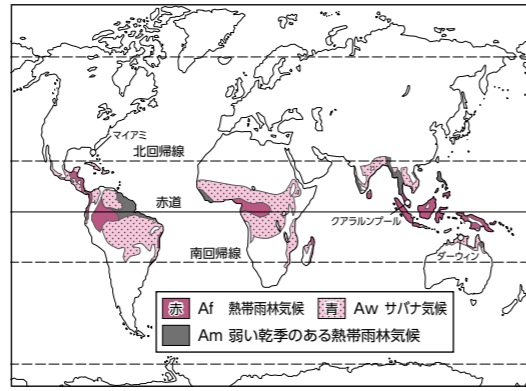 マイアミ
北回帰線
赤道
クアラルンプール
南回帰線
ダーウィン
赤 Af 熱帯雨林気候 青 Aw サバナ気候
Am 弱い乾季のある熱帯雨林気候